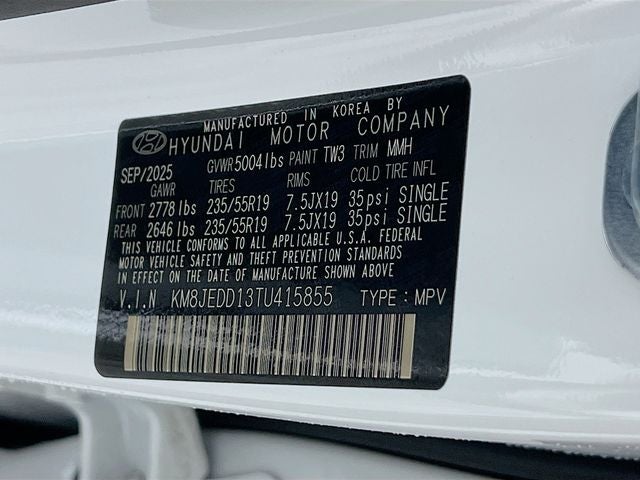 MANUFACTURED IN KOREA BY
HYUNDAI MOTOR COMPANY
SEP/2025 GVWR 5004lbs PAINT TW3 TRIM MMH
GAWR TIRES RIMS COLD TIRE INFL
FRONT 2778lbs 235/55R19 7.5JX19 35psi SINGLE
REAR 2646lbs 235/55R19 7.5JX19 35psi SINGLE
THIS VEHICLE CONFORMS TO ALL APPLICABLE U.S.A. FEDERAL
MOTOR VEHICLE SAFETY AND THEFT PREVENTION STANDARDS
IN EFFECT ON THE DATE OF MANUFACTURE SHOWN ABOVE.
V.I.N KM8JEDD13TU415855 TYPE : MPV